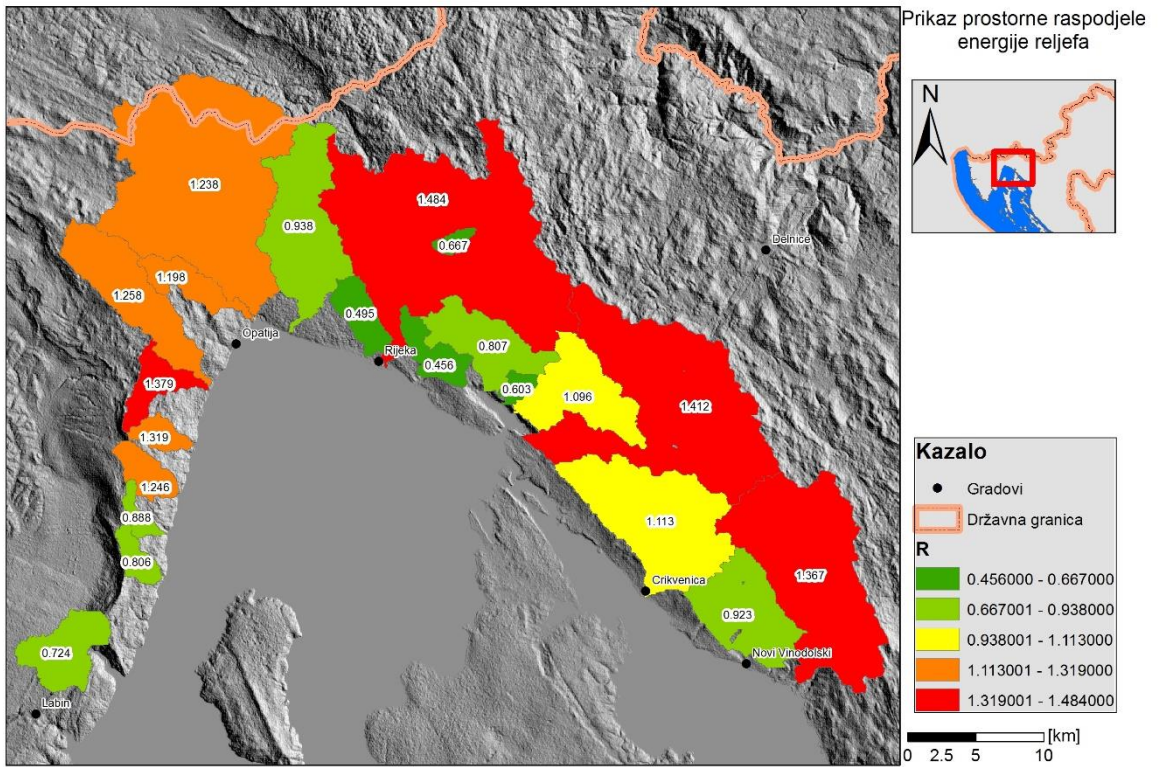 Prikaz prostorne raspodjele
energije reljefa
N
1.238
0.938
1.484
0.667
Delnice
1.198
1.258
0.495
Opatija
Rijeka
0.807
0.456
0.603
1.096
1.379
1.412
1.319
1.246
0.888
0.806
1.113
1.367
Crikvenica
0.923
0.724
Novi Vinodolski
Labin
Kazalo
Gradovi
Državna granica
R
0.456000 - 0.667000
0.667001 - 0.938000
0.938001 - 1.113000
1.113001 - 1.319000
1.319001 - 1.484000
[km]
0 2.5 5 10